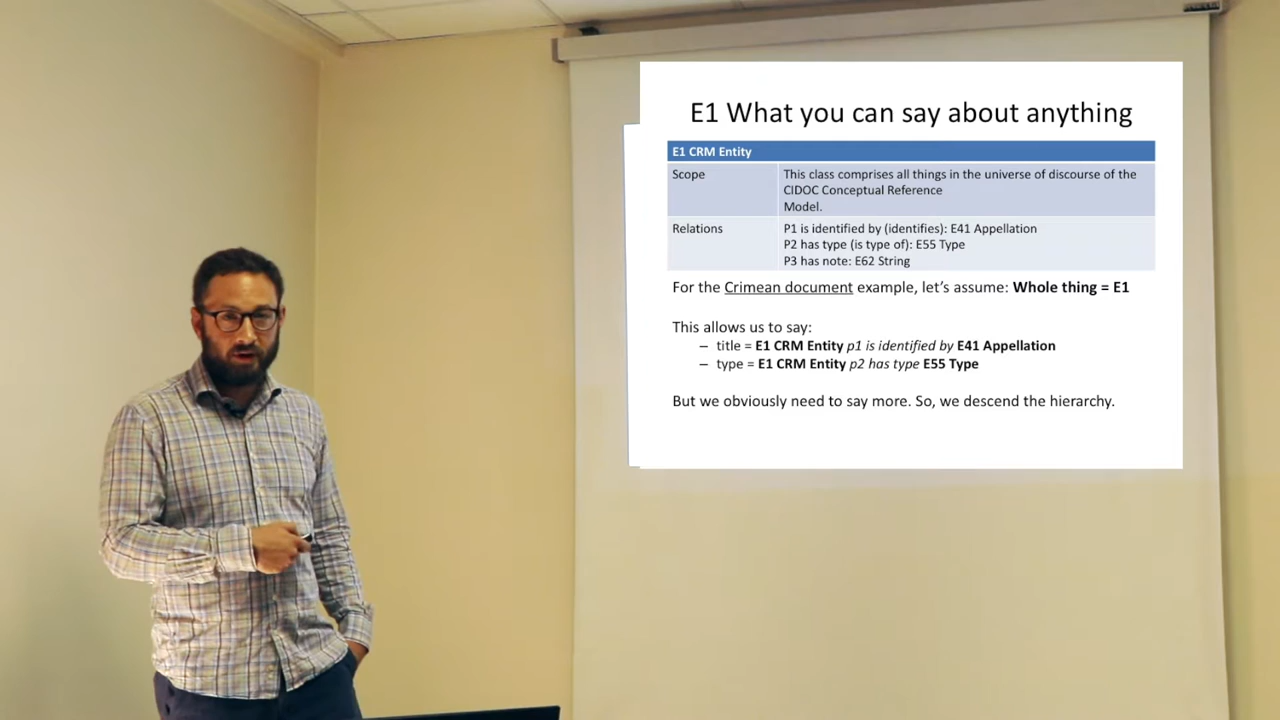 E1 What you can say about anything
E1 CRM Entity
Scope
This class comprises all things in the universe of discourse of the
CIDOC Conceptual Reference
Model.
Relations
P1 is identified by (identifies): E41 Appellation
P2 has type (is type of): E55 Type
P3 has note: E62 String
For the Crimean document example, let’s assume: Whole thing = E1
This allows us to say:
– title = E1 CRM Entity p1 is identified by E41 Appellation
– type = E1 CRM Entity p2 has type E55 Type
But we obviously need to say more. So, we descend the hierarchy.